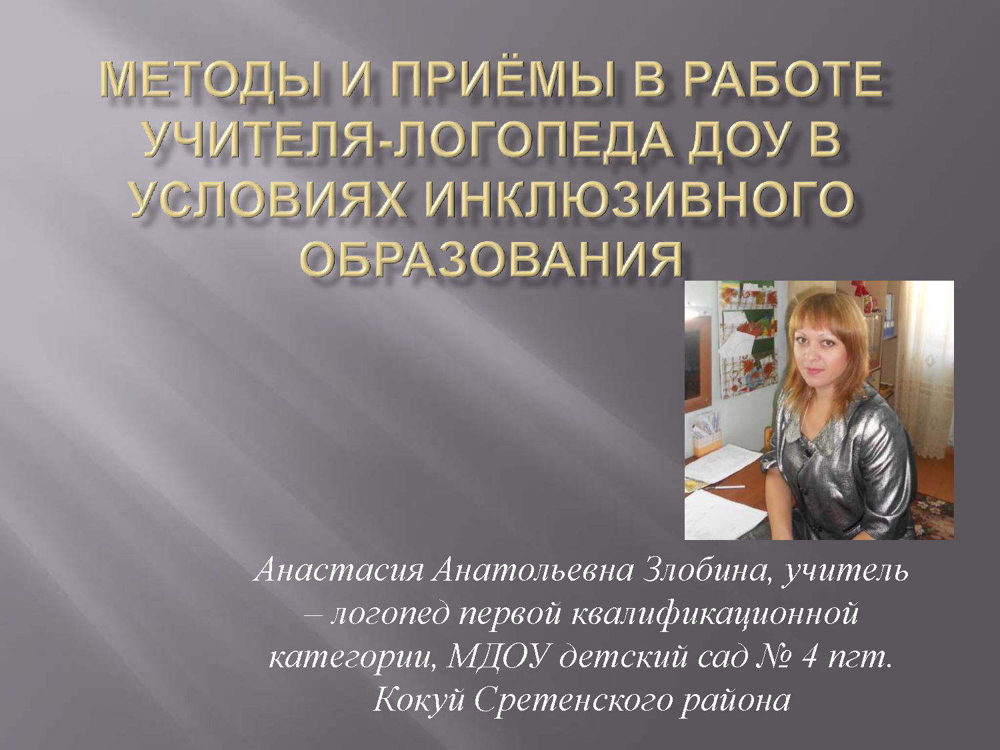 МЕТОДЫ И ПРИЁМЫ В РАБОТЕ
УЧИТЕЛЯ-ЛОГОПЕДА ДОУ В
УСЛОВИЯХ ИНКЛЮЗИВНОГО
ОБРАЗОВАНИЯ
Анастасия Анатольевна Злобина, учитель
– логопед первой квалификационной
категории, МДОУ детский сад № 4 пгт.
Кокуй Сретенского района